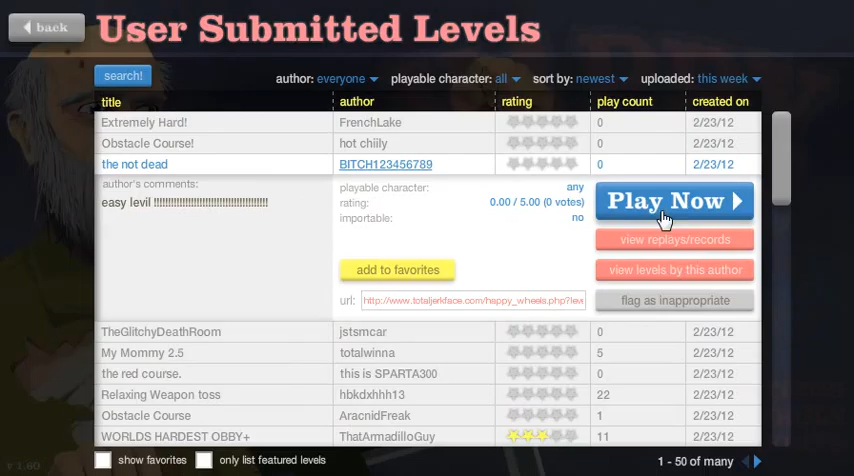 back
User Submitted Levels
search!
author: everyone playable character: all sort by: newest uploaded: this week
title author rating play count created on
Extremely Hard! FrenchLake 0 2/23/12
Obstacle Course! hot chiily 0 2/23/12
the not dead BITCH123456789 0 2/23/12
author's comments:
easy levil !!!!!!!!!!!!!!!!!!!!!!!!!!!!!!!!!!!!!!!!!
playable character: any
rating: 0.00 / 5.00 (0 votes)
importable: no
Play Now
view replays/records
add to favorites
view levels by this author
url: http://www.totaljerkface.com/happy_wheels.php?leve
flag as inappropriate
TheGlitchyDeathRoom jstsmcar 0 2/23/12
My Mommy 2.5 totalwinna 5 2/23/12
the red course. this is SPARTA300 0 2/23/12
Relaxing Weapon toss hbkdxhhh13 22 2/23/12
Obstacle Course AracnidFreak 1 2/23/12
WORLDS HARDEST OBBY+ ThatArmadilloGuy 11 2/23/12
show favorites only list featured levels 1 - 50 of many
v 1.60